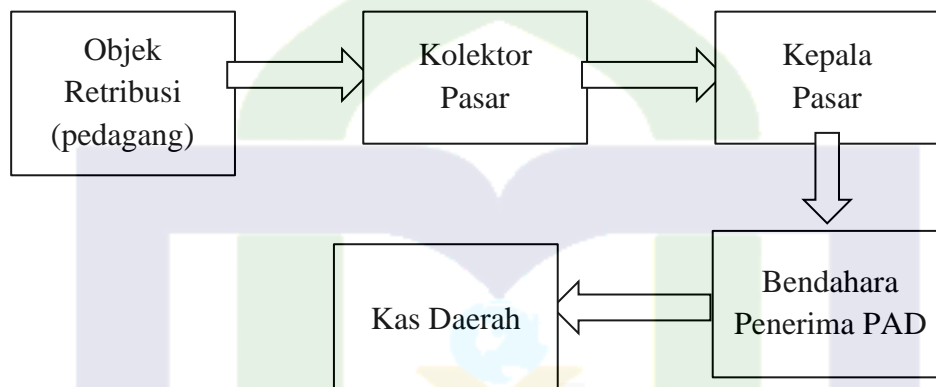 Objek
Retribusi
(pedagang)
Kolektor
Pasar
Kepala
Pasar
Bendahara
Penerima PAD
Kas Daerah